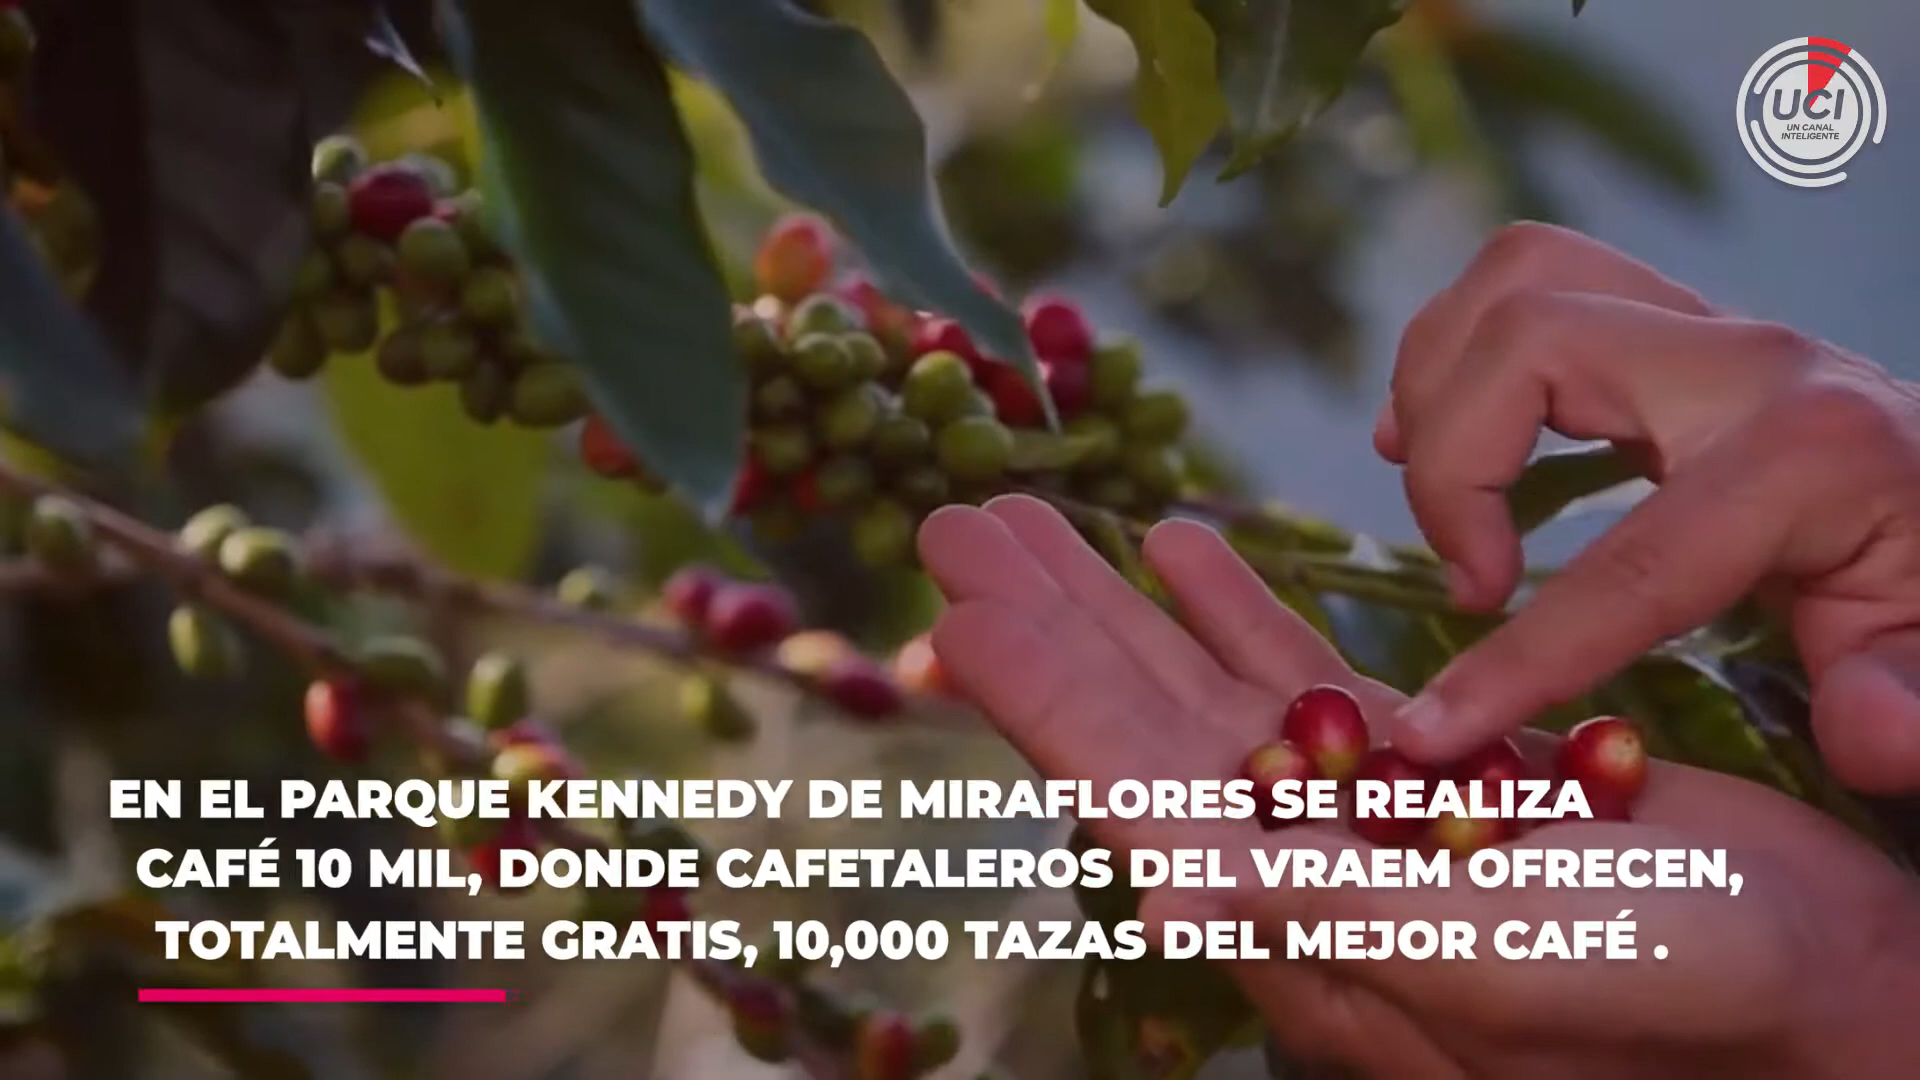 UCI
UN CANAL
INTELIGENTE
EN EL PARQUE KENNEDY DE MIRAFLORES SE REALIZA
CAFÉ 10 MIL, DONDE CAFETALEROS DEL VRAEM OFRECEN,
TOTALMENTE GRATIS, 10,000 TAZAS DEL MEJOR CAFÉ .